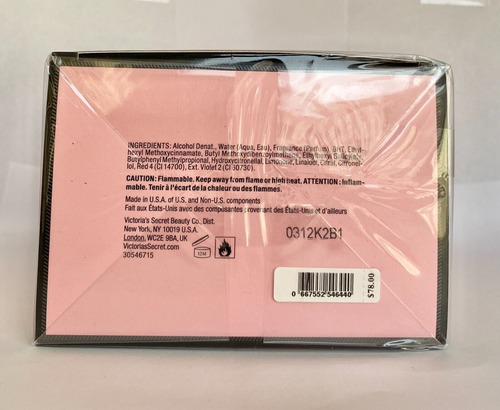 INGREDIENTS: Alcohol Denat., Water (Aqua, Eau), Fragrance (Parfum), BHT, Ethyl-
hexyl Methoxycinnamate, Butyl Methoxydibenzoylmethane, Ethylhexyl Salicylate,
Butylphenyl Methylpropional, Hydroxycitronellal, Limonene, Linalool, Citral, Citronel-
lol, Red 4 (CI 14700), Ext. Violet 2 (CI 60730).
CAUTION: Flammable. Keep away from flame or high heat. ATTENTION: Inflam-
mable. Tenir à l'écart de la chaleur ou des flammes.
Made in U.S.A. of U.S. and Non-U.S. components
Fait aux États-Unis avec des composantes provenant des États-Unis et d'ailleurs
Victoria's Secret Beauty Co. Dist.
New York, NY 10019 U.S.A.
London, WC2E 9BA, UK
VictoriasSecret.com
30546715
12M
0312K2B1
0 667552 546440
$78.00